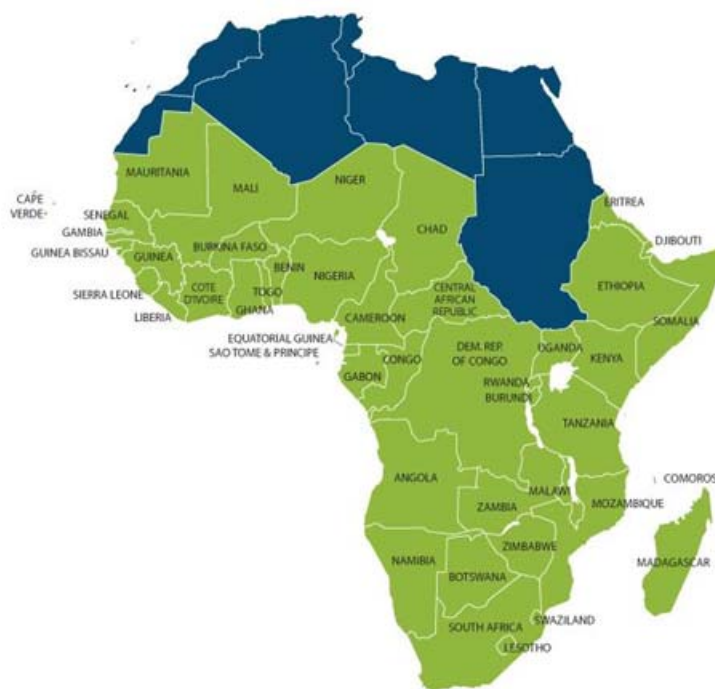 MAURITANIA
MALI
NIGER
CAPE
VERDE
SENEGAL
GAMBIA
GUINEA BISSAU
GUINEA
BURKINA FASO
CHAD
ERITREA
DJIBOUTI
BENIN
NIGERIA
SIERRA LEONE
COTE
D'IVOIRE
TOGO
GHANA
LIBERIA
CENTRAL
AFRICAN
REPUBLIC
ETHIOPIA
CAMEROON
SOMALIA
EQUATORIAL GUINEA
SAO TOME & PRINCIPE
GABON
CONGO
DEM. REP.
OF CONGO
UGANDA
KENYA
RWANDA
BURUNDI
TANZANIA
ANGOLA
ZAMBIA
MALAWI
COMOROS
MOZAMBIQUE
ZIMBABWE
NAMIBIA
BOTSWANA
MADAGASCAR
SOUTH AFRICA
SWAZILAND
LESOTHO